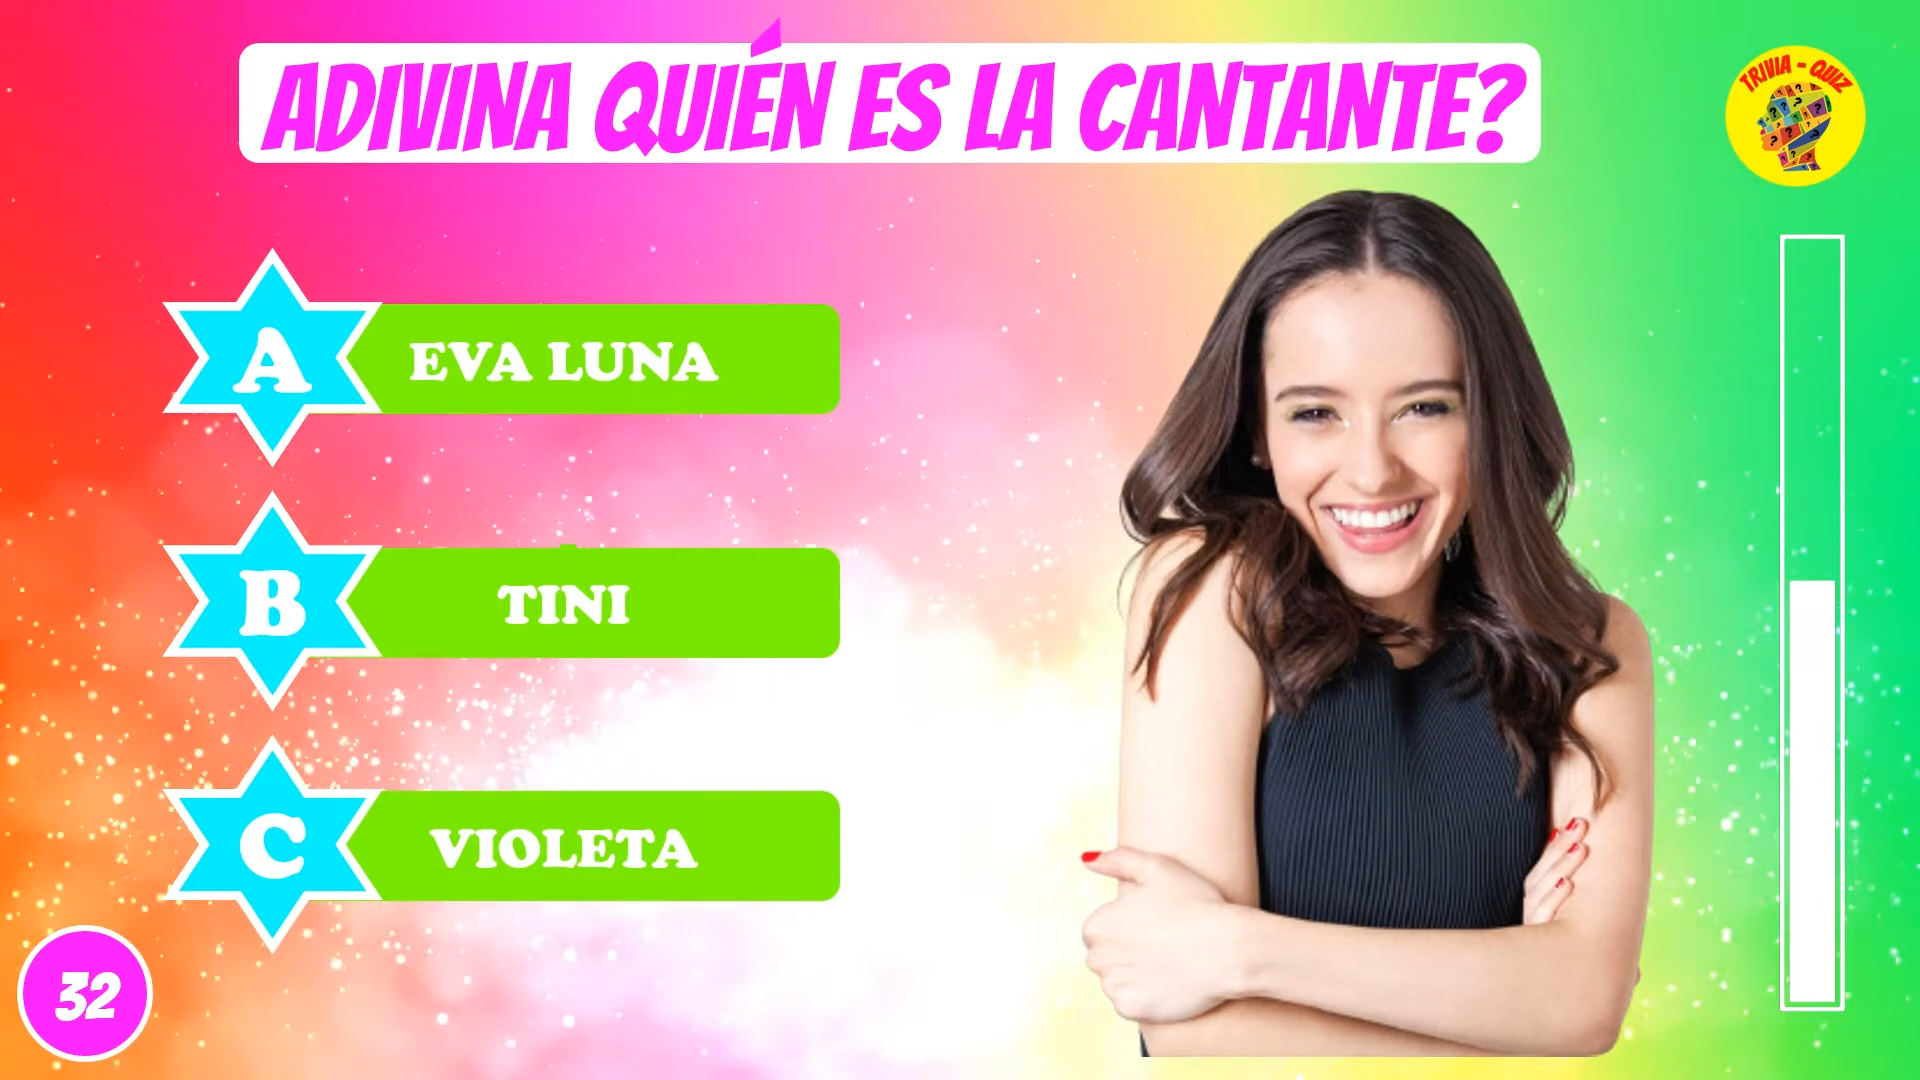 ADIVINA QUIÉN ES LA CANTANTE?
TRIVIA - QUIZ
A EVA LUNA
B TINI
C VIOLETA
32